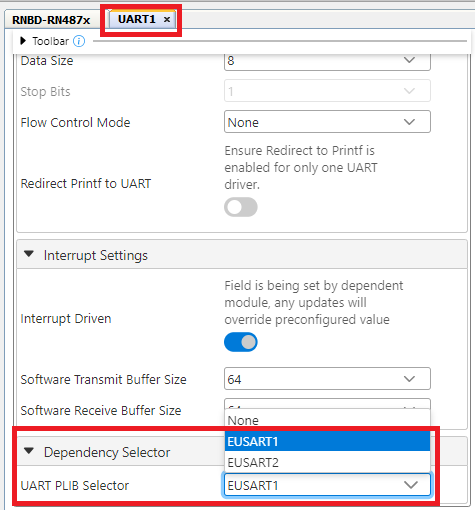 RNBD-RN487x UART1 ×
Toolbar
Data Size 8
Stop Bits 1
Flow Control Mode None
Ensure Redirect to Printf is
enabled for only one UART
driver.
Redirect Printf to UART
Interrupt Settings
Field is being set by dependent
module, any updates will
override preconfigured value
Interrupt Driven
Software Transmit Buffer Size 64
Software Receive Buffer Size
None
EUSART1
Dependency Selector
EUSART2
UART PLIB Selector EUSART1